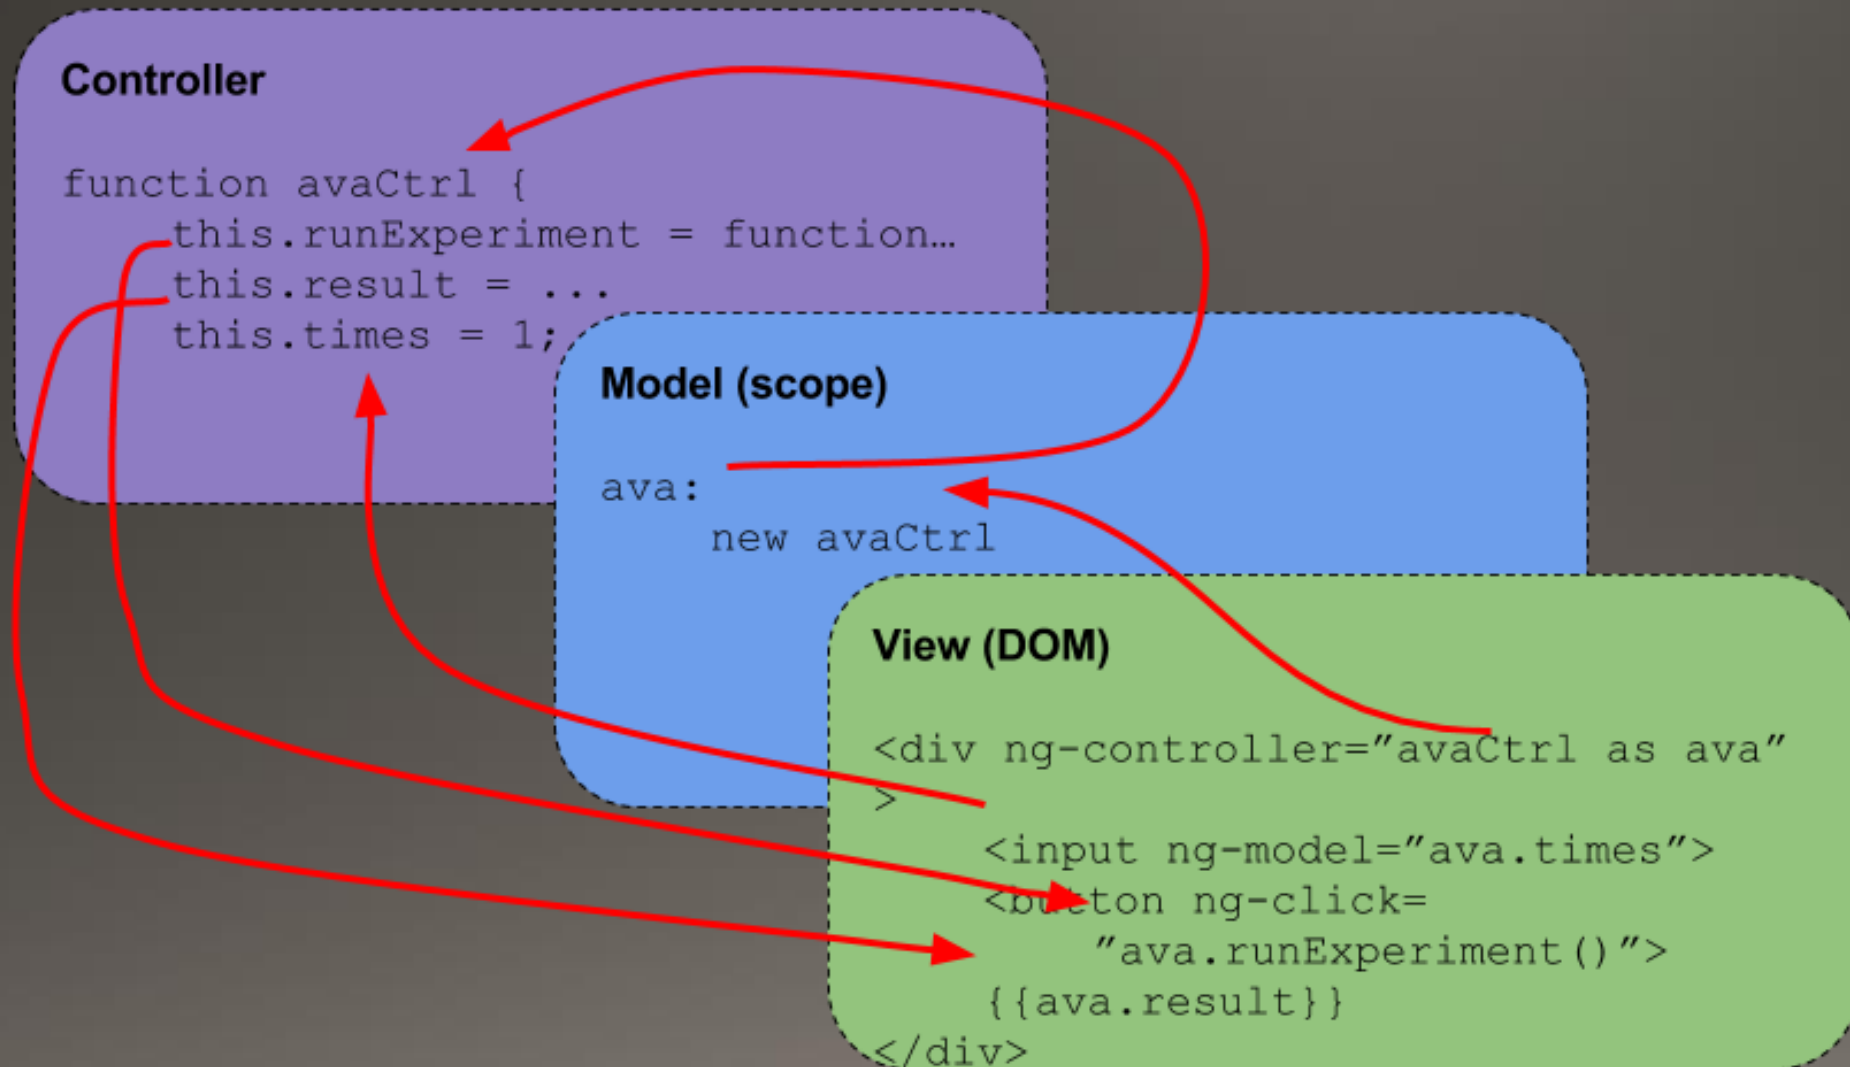 Controller
function avaCtrl {
this.runExperiment = function…
this.result = ...
this.times = 1;
Model (scope)
ava:
new avaCtrl
View (DOM)
<div ng-controller=”avaCtrl as ava”
>
<input ng-model=”ava.times”>
<button ng-click=
”ava.runExperiment()”>
{{ava.result}}
</div>